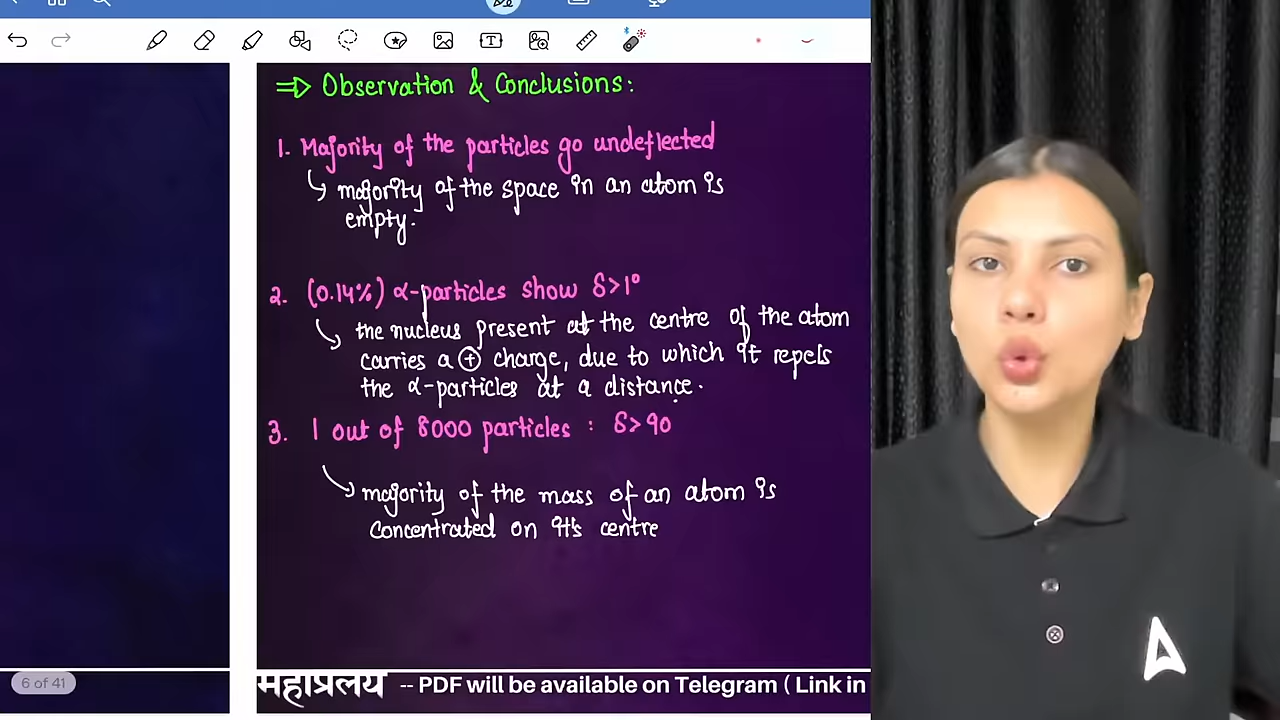 ⇒ Observation & Conclusions:
1. Majority of the particles go undeflected
↳ majority of the space in an atom is
empty.
2. (0.14%) α-particles show δ>1°
↳ the nucleus present at the centre of the atom
carries a ⊕ charge, due to which it repels
the α-particles at a distance.
3. 1 out of 8000 particles : δ>90
↳ majority of the mass of an atom is
concentrated on it's centre
6 of 41
महाप्रलय -- PDF will be available on Telegram ( Link in